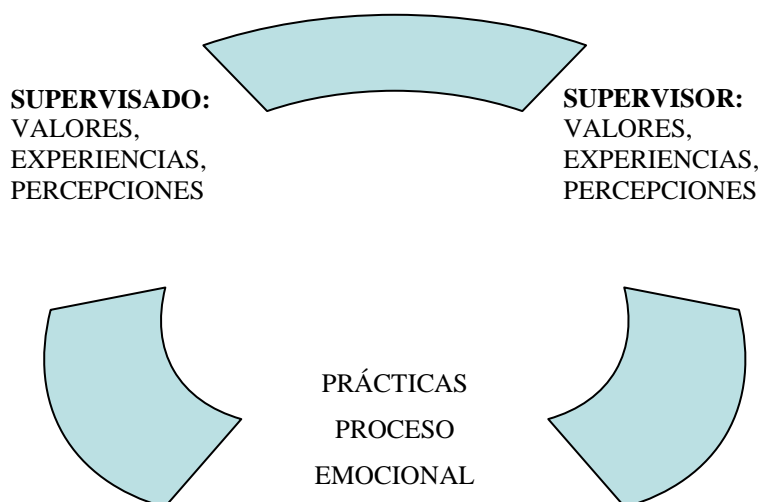 SUPERVISADO:
VALORES,
EXPERIENCIAS,
PERCEPCIONES
SUPERVISOR:
VALORES,
EXPERIENCIAS,
PERCEPCIONES
PRÁCTICAS
PROCESO
EMOCIONAL